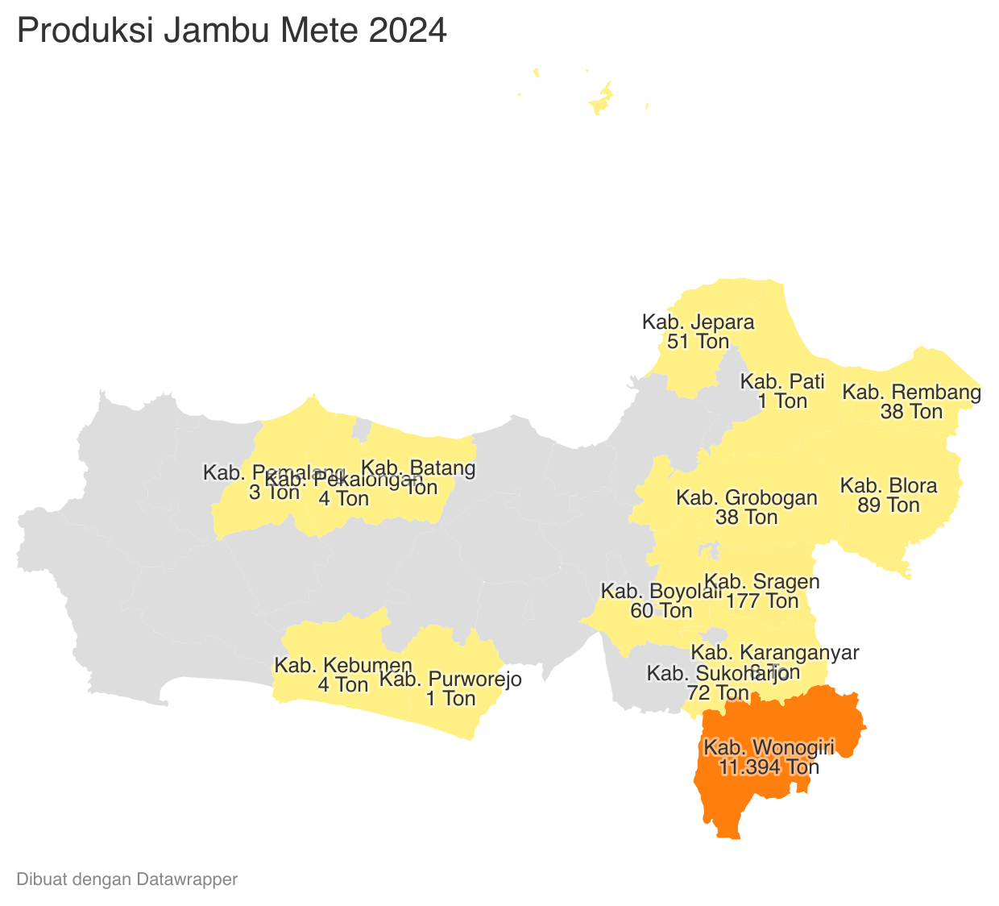 Produksi Jambu Mete 2024
Kab. Jepara
51 Ton
Kab. Pati
1 Ton
Kab. Rembang
38 Ton
Kab. Pemalang
3 Ton
Kab. Pekalongan
4 Ton
Kab. Batang
Ton
Kab. Grobogan
38 Ton
Kab. Blora
89 Ton
Kab. Boyolali
60 Ton
Kab. Sragen
177 Ton
Kab. Karanganyar
Ton
Kab. Sukoharjo
72 Ton
Kab. Kebumen
4 Ton
Kab. Purworejo
1 Ton
Kab. Wonogiri
11.394 Ton
Dibuat dengan Datawrapper